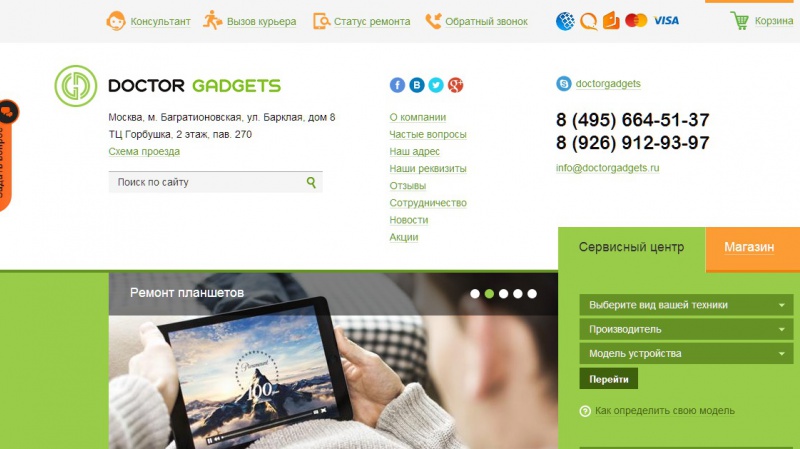 Консультант
Вызов курьера
Статус ремонта
Обратный звонок
VISA
Корзина
DOCTOR GADGETS
Москва, м. Багратионовская, ул. Барклая, дом 8
ТЦ Горбушка, 2 этаж, пав. 270
Схема проезда
Поиск по сайту
О компании
Частые вопросы
Наш адрес
Наши реквизиты
Отзывы
Сотрудничество
Новости
Акции
doctorgadgets
8 (495) 664-51-37
8 (926) 912-93-97
info@doctorgadgets.ru
Задать вопрос
Сервисный центр
Магазин
Ремонт планшетов
Paramount
100
Выберите вид вашей техники
Производитель
Модель устройства
Перейти
Как определить свою модель